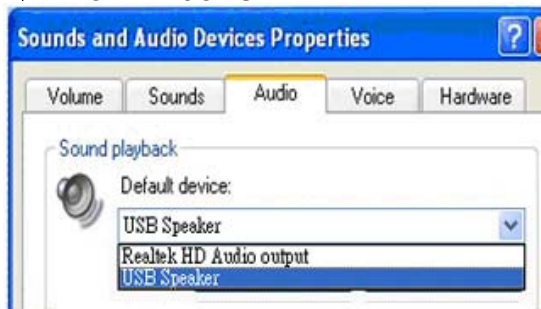 Sounds and Audio Devices Properties ?
Volume Sounds Audio Voice Hardware
Sound playback
Default device:
USB Speaker
Realtek HD Audio output
USB Speaker